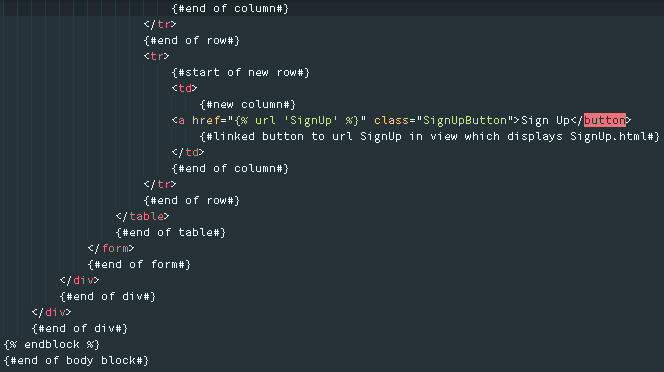 {#end of column#}
</tr>
{#end of row#}
<tr>
{#start of new row#}
<td>
{#new column#}
<a href="{% url 'SignUp' %}" class="SignUpButton">Sign Up</button>
{#linked button to url SignUp in view which displays SignUp.html#}
</td>
{#end of column#}
</tr>
{#end of row#}
</table>
{#end of table#}
</form>
{#end of form#}
</div>
{#end of div#}
</div>
{#end of div#}
{% endblock %}
{#end of body block#}